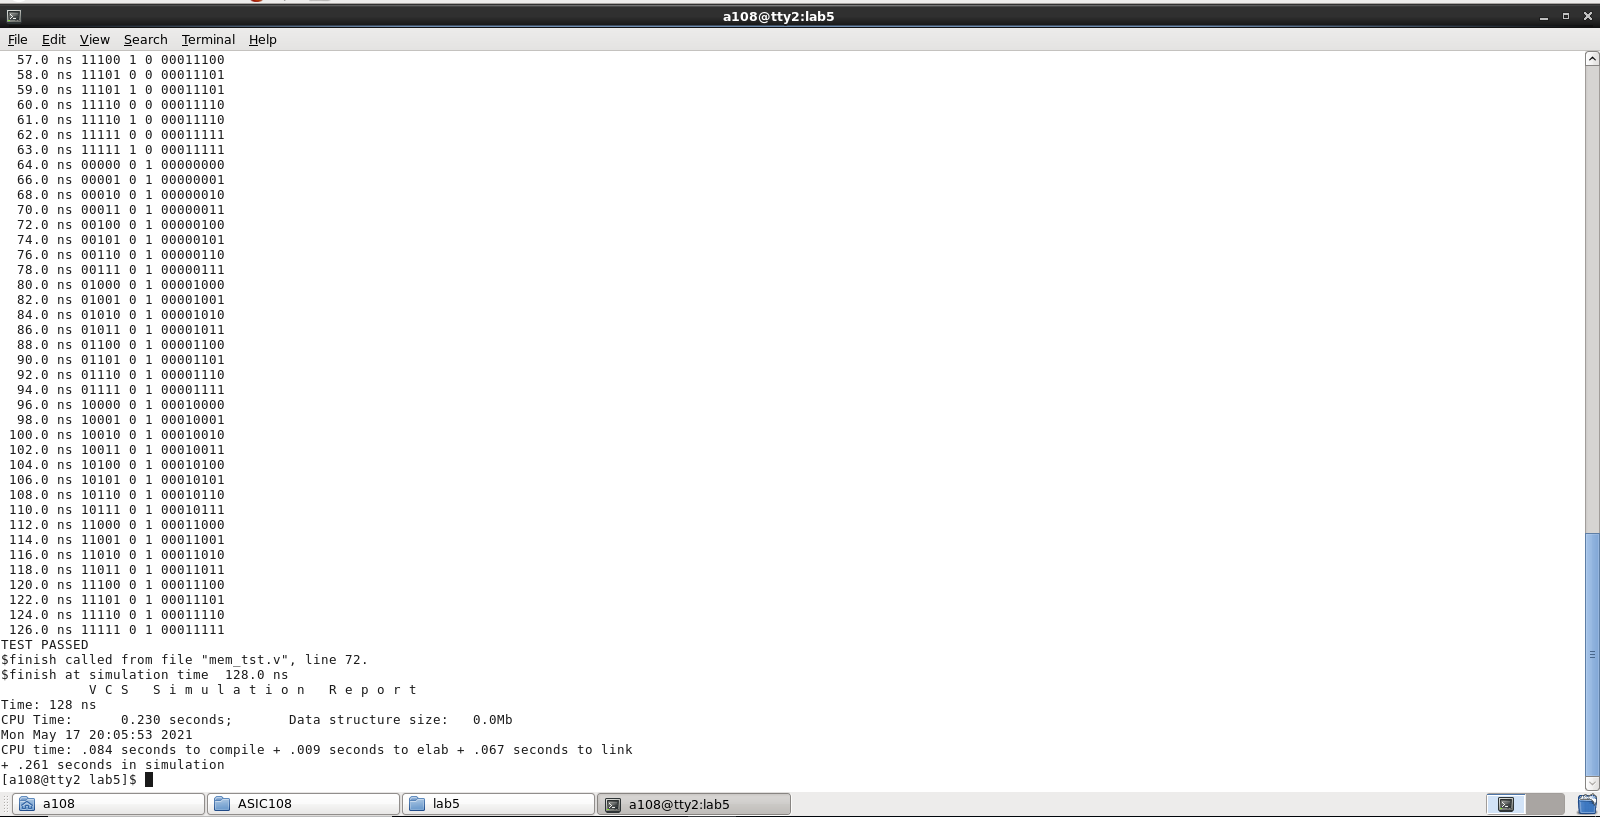 a108@tty2:lab5
File Edit View Search Terminal Help
57.0 ns 11100 1 0 00011100
58.0 ns 11101 0 0 00011101
59.0 ns 11101 1 0 00011101
60.0 ns 11110 0 0 00011110
61.0 ns 11110 1 0 00011110
62.0 ns 11111 0 0 00011111
63.0 ns 11111 1 0 00011111
64.0 ns 00000 0 1 00000000
66.0 ns 00001 0 1 00000001
68.0 ns 00010 0 1 00000010
70.0 ns 00011 0 1 00000011
72.0 ns 00100 0 1 00000100
74.0 ns 00101 0 1 00000101
76.0 ns 00110 0 1 00000110
78.0 ns 00111 0 1 00000111
80.0 ns 01000 0 1 00001000
82.0 ns 01001 0 1 00001001
84.0 ns 01010 0 1 00001010
86.0 ns 01011 0 1 00001011
88.0 ns 01100 0 1 00001100
90.0 ns 01101 0 1 00001101
92.0 ns 01110 0 1 00001110
94.0 ns 01111 0 1 00001111
96.0 ns 10000 0 1 00010000
98.0 ns 10001 0 1 00010001
100.0 ns 10010 0 1 00010010
102.0 ns 10011 0 1 00010011
104.0 ns 10100 0 1 00010100
106.0 ns 10101 0 1 00010101
108.0 ns 10110 0 1 00010110
110.0 ns 10111 0 1 00010111
112.0 ns 11000 0 1 00011000
114.0 ns 11001 0 1 00011001
116.0 ns 11010 0 1 00011010
118.0 ns 11011 0 1 00011011
120.0 ns 11100 0 1 00011100
122.0 ns 11101 0 1 00011101
124.0 ns 11110 0 1 00011110
126.0 ns 11111 0 1 00011111
TEST PASSED
$finish called from file "mem_tst.v", line 72.
$finish at simulation time  128.0 ns
V C S   S i m u l a t i o n   R e p o r t
Time: 128 ns
CPU Time:      0.230 seconds;       Data structure size:   0.0Mb
Mon May 17 20:05:53 2021
CPU time: .084 seconds to compile + .009 seconds to elab + .067 seconds to link
+ .261 seconds in simulation
[a108@tty2 lab5]$
a108 ASIC108 lab5 a108@tty2:lab5